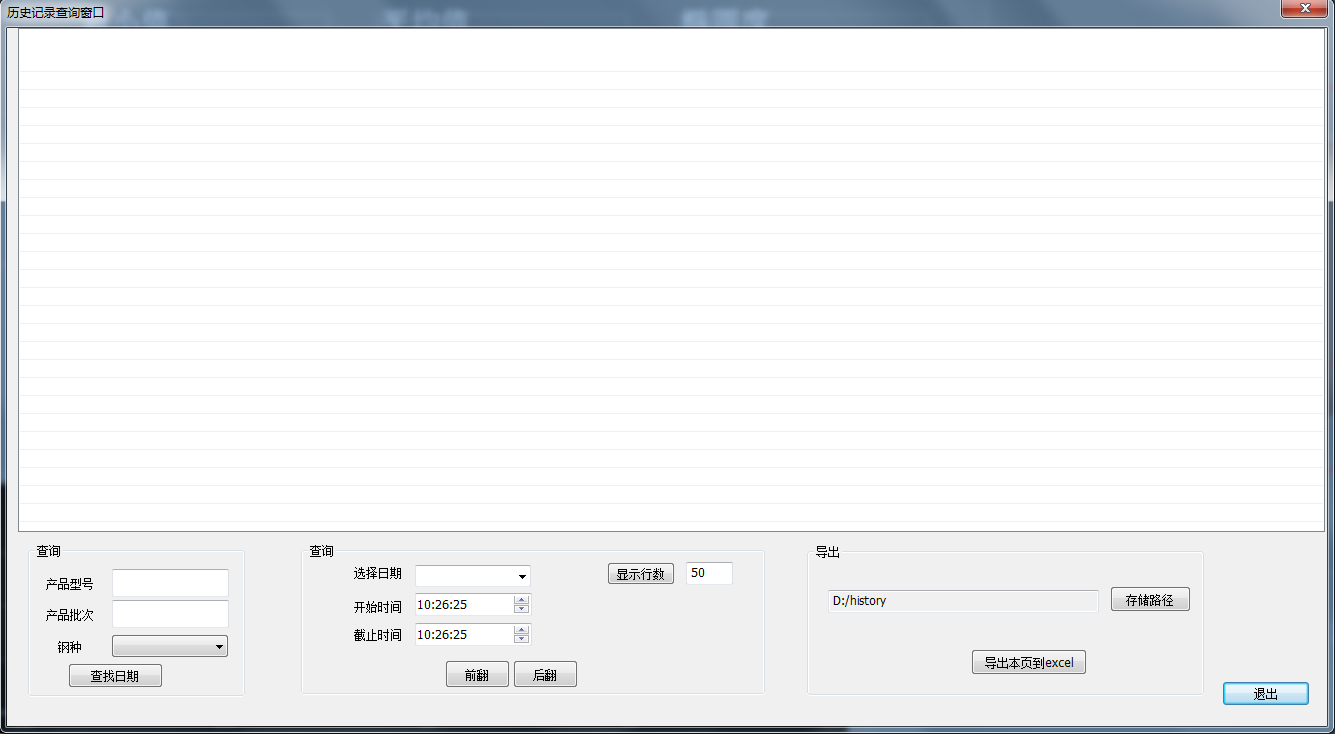 历史记录查询窗口
平均值
查询
产品型号
产品批次
钢种
查找日期
查询
选择日期
开始时间 10:26:25
截止时间 10:26:25
显示行数 50
前翻 后翻
导出
D:/history 存储路径
导出本页到excel
退出